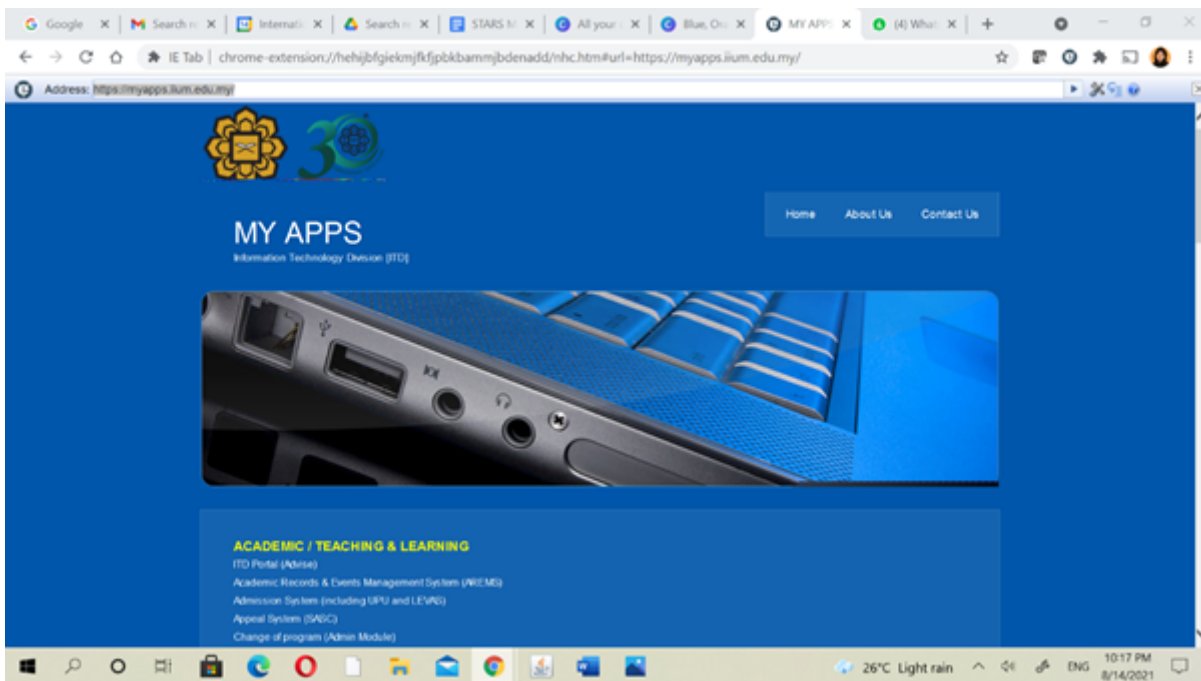 Google
Search re
Internati
Search re
STARS M
All your
Blue, Ora
MY APPS
(4) What
IE Tab
chrome-extension://hehijbfgiekmjfkfjpbkbammjbdenadd/nhc.htm#url=https://myapps.iium.edu.my/
Address: https://myapps.iium.edu.my/
30
Home About Us Contact Us
MY APPS
Information Technology Division [ITD]
ACADEMIC / TEACHING & LEARNING
ITD Portal (Advise)
Academic Records & Events Management System (AREMS)
Admission System (including UPU and LEVAS)
Appeal System (SASC)
Change of program (Admin Module)
26°C Light rain
ENG
10:17 PM
8/14/2021